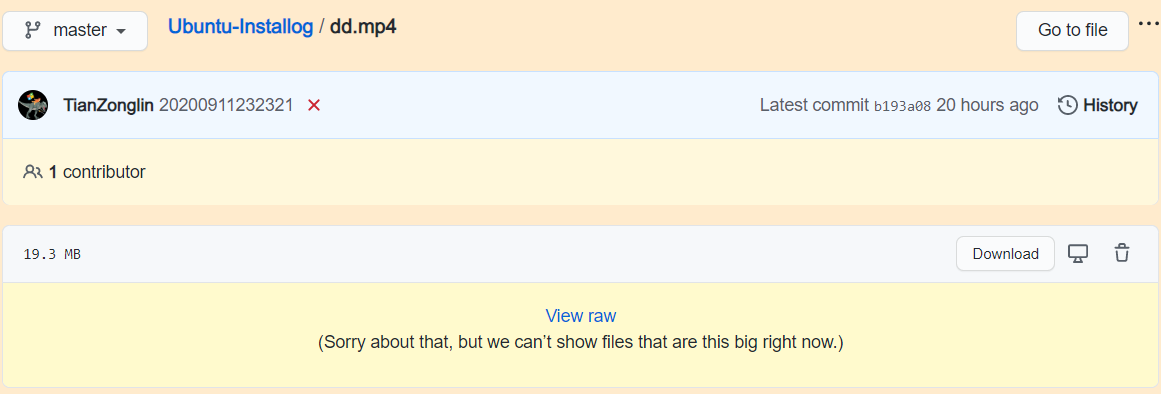 master Ubuntu-Installog / dd.mp4 Go to file
TianZonglin 20200911232321 Latest commit b193a08 20 hours ago History
1 contributor
19.3 MB Download
View raw
(Sorry about that, but we can’t show files that are this big right now.)